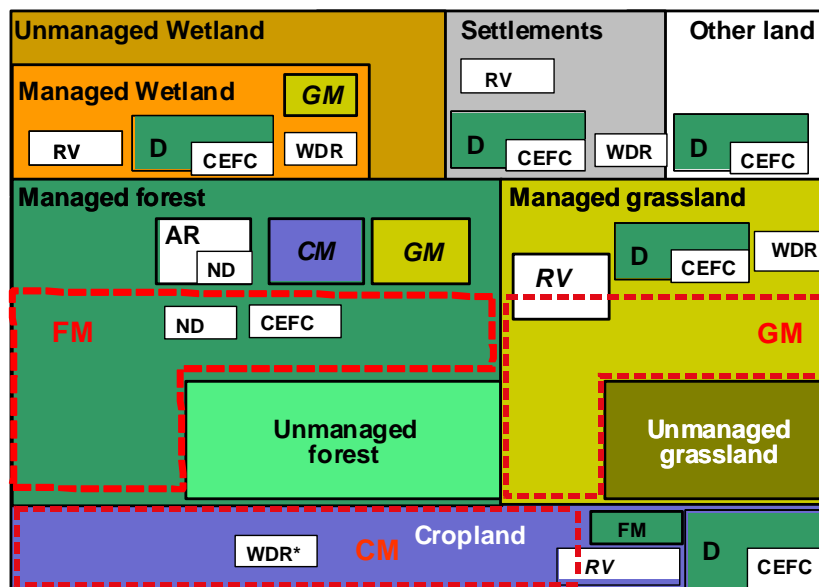 Unmanaged Wetland
Settlements
Other land
RV
Managed Wetland
GM
RV
D
CEFC
WDR
D
CEFC
WDR
D
CEFC
Managed forest
Managed grassland
AR
ND
CM
GM
D
CEFC
WDR
RV
FM
ND
CEFC
GM
Unmanaged
forest
Unmanaged
grassland
Cropland
FM
WDR*
CM
RV
D
CEFC